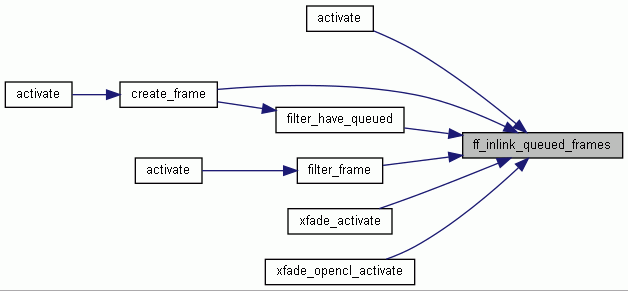 activate
activate
create_frame
filter_have_queued
ff_inlink_queued_frames
activate
filter_frame
xfade_activate
xfade_opencl_activate